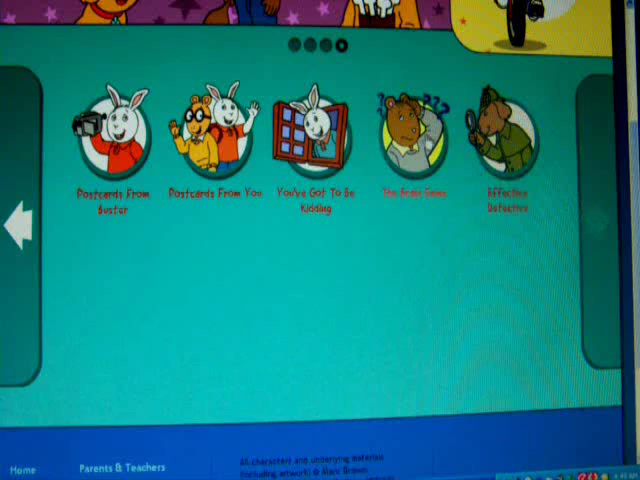 Postcards From
Buster
Postcards From You
You've Got To Be
Kidding
The Brain Game
Effective
Detective
???
Home
Parents & Teachers
All characters and underlying materials
(including artwork) © Marc Brown